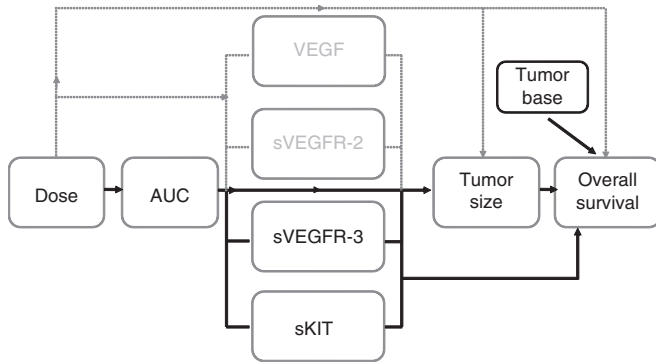 VEGF
Tumor
base
sVEGFR-2
Dose
AUC
Tumor
size
Overall
survival
sVEGFR-3
sKIT